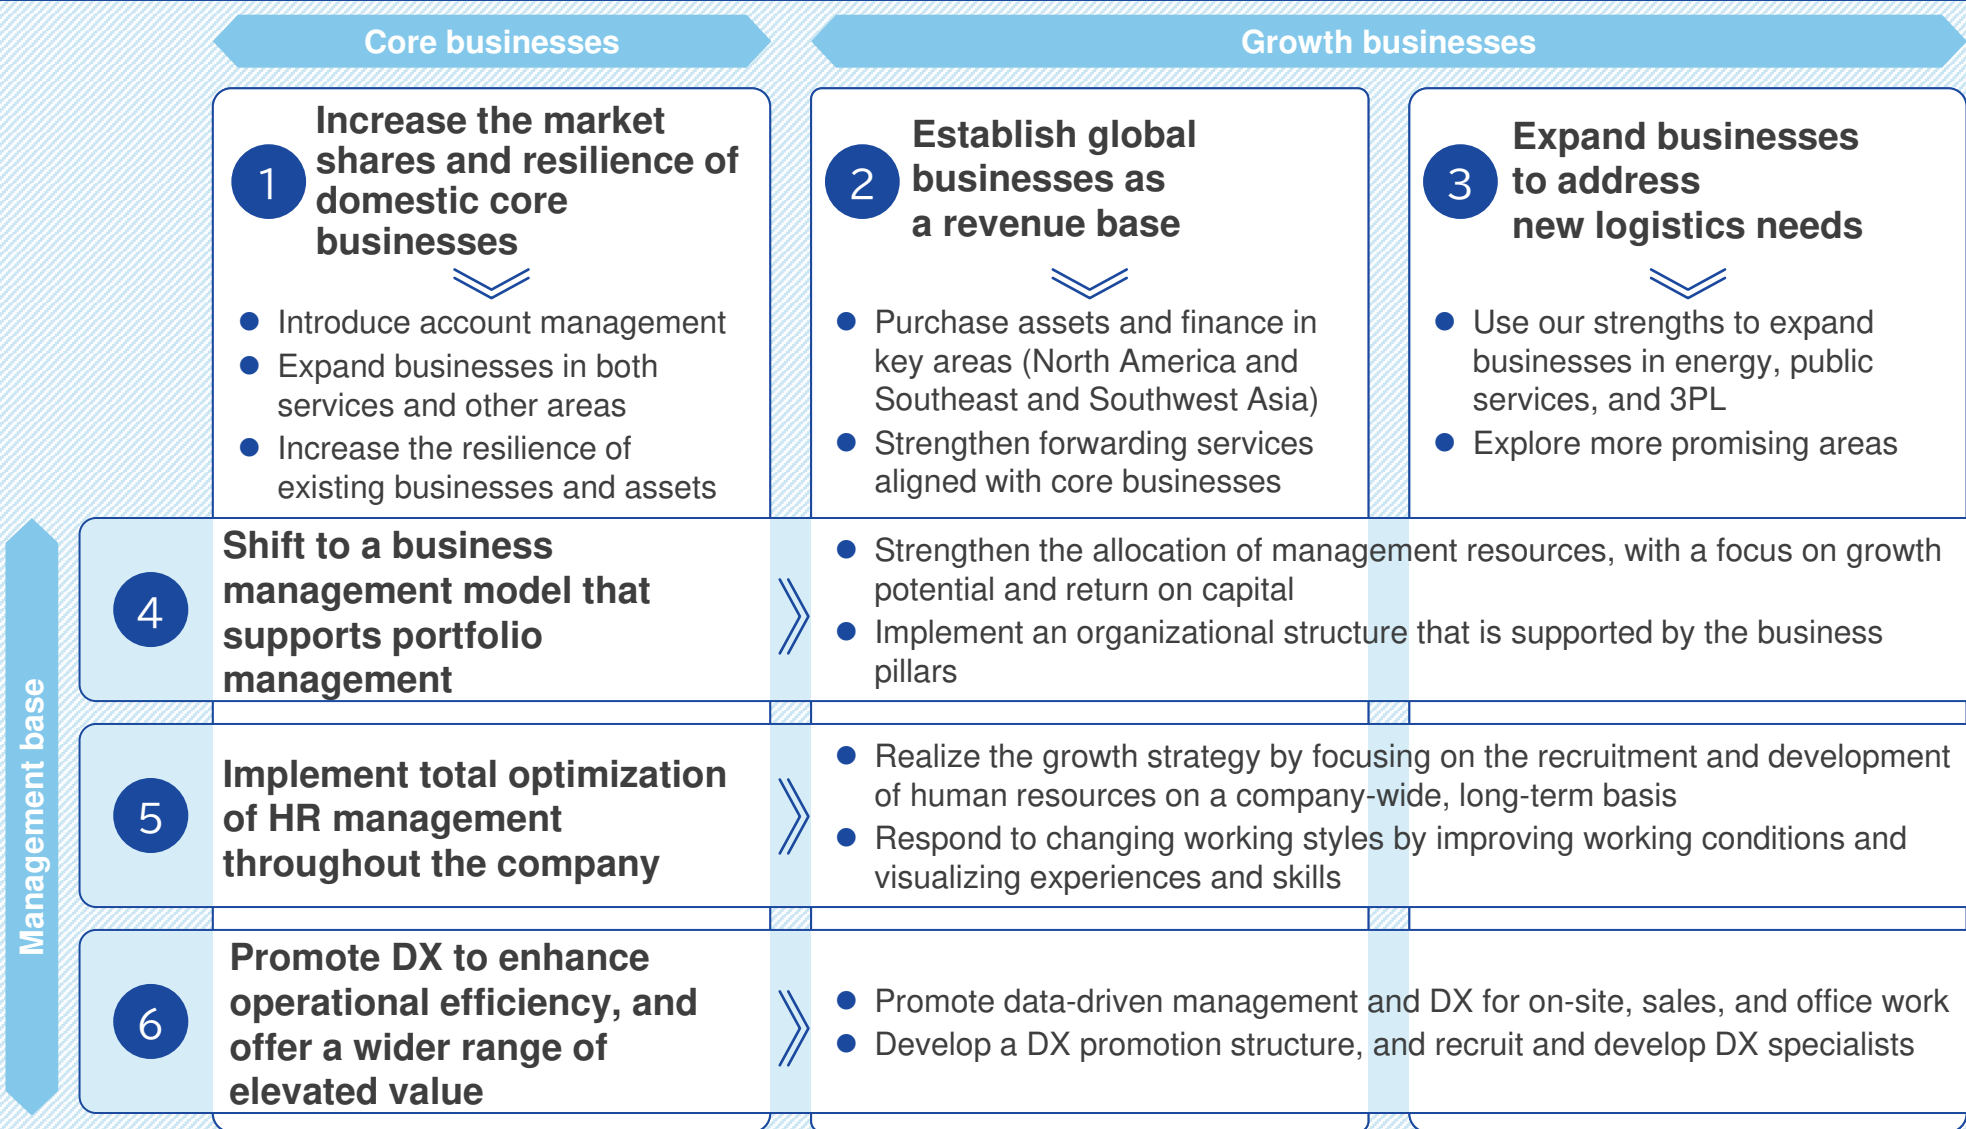 Core businesses
Growth businesses
1
Increase the market
shares and resilience of
domestic core
businesses
● Introduce account management
● Expand businesses in both
services and other areas
● Increase the resilience of
existing businesses and assets
2
Establish global
businesses as
a revenue base
● Purchase assets and finance in
key areas (North America and
Southeast and Southwest Asia)
● Strengthen forwarding services
aligned with core businesses
3
Expand businesses
to address
new logistics needs
● Use our strengths to expand
businesses in energy, public
services, and 3PL
● Explore more promising areas
Management base
4
Shift to a business
management model that
supports portfolio
management
● Strengthen the allocation of management resources, with a focus on growth
potential and return on capital
● Implement an organizational structure that is supported by the business
pillars
5
Implement total optimization
of HR management
throughout the company
● Realize the growth strategy by focusing on the recruitment and development
of human resources on a company-wide, long-term basis
● Respond to changing working styles by improving working conditions and
visualizing experiences and skills
6
Promote DX to enhance
operational efficiency, and
offer a wider range of
elevated value
● Promote data-driven management and DX for on-site, sales, and office work
● Develop a DX promotion structure, and recruit and develop DX specialists